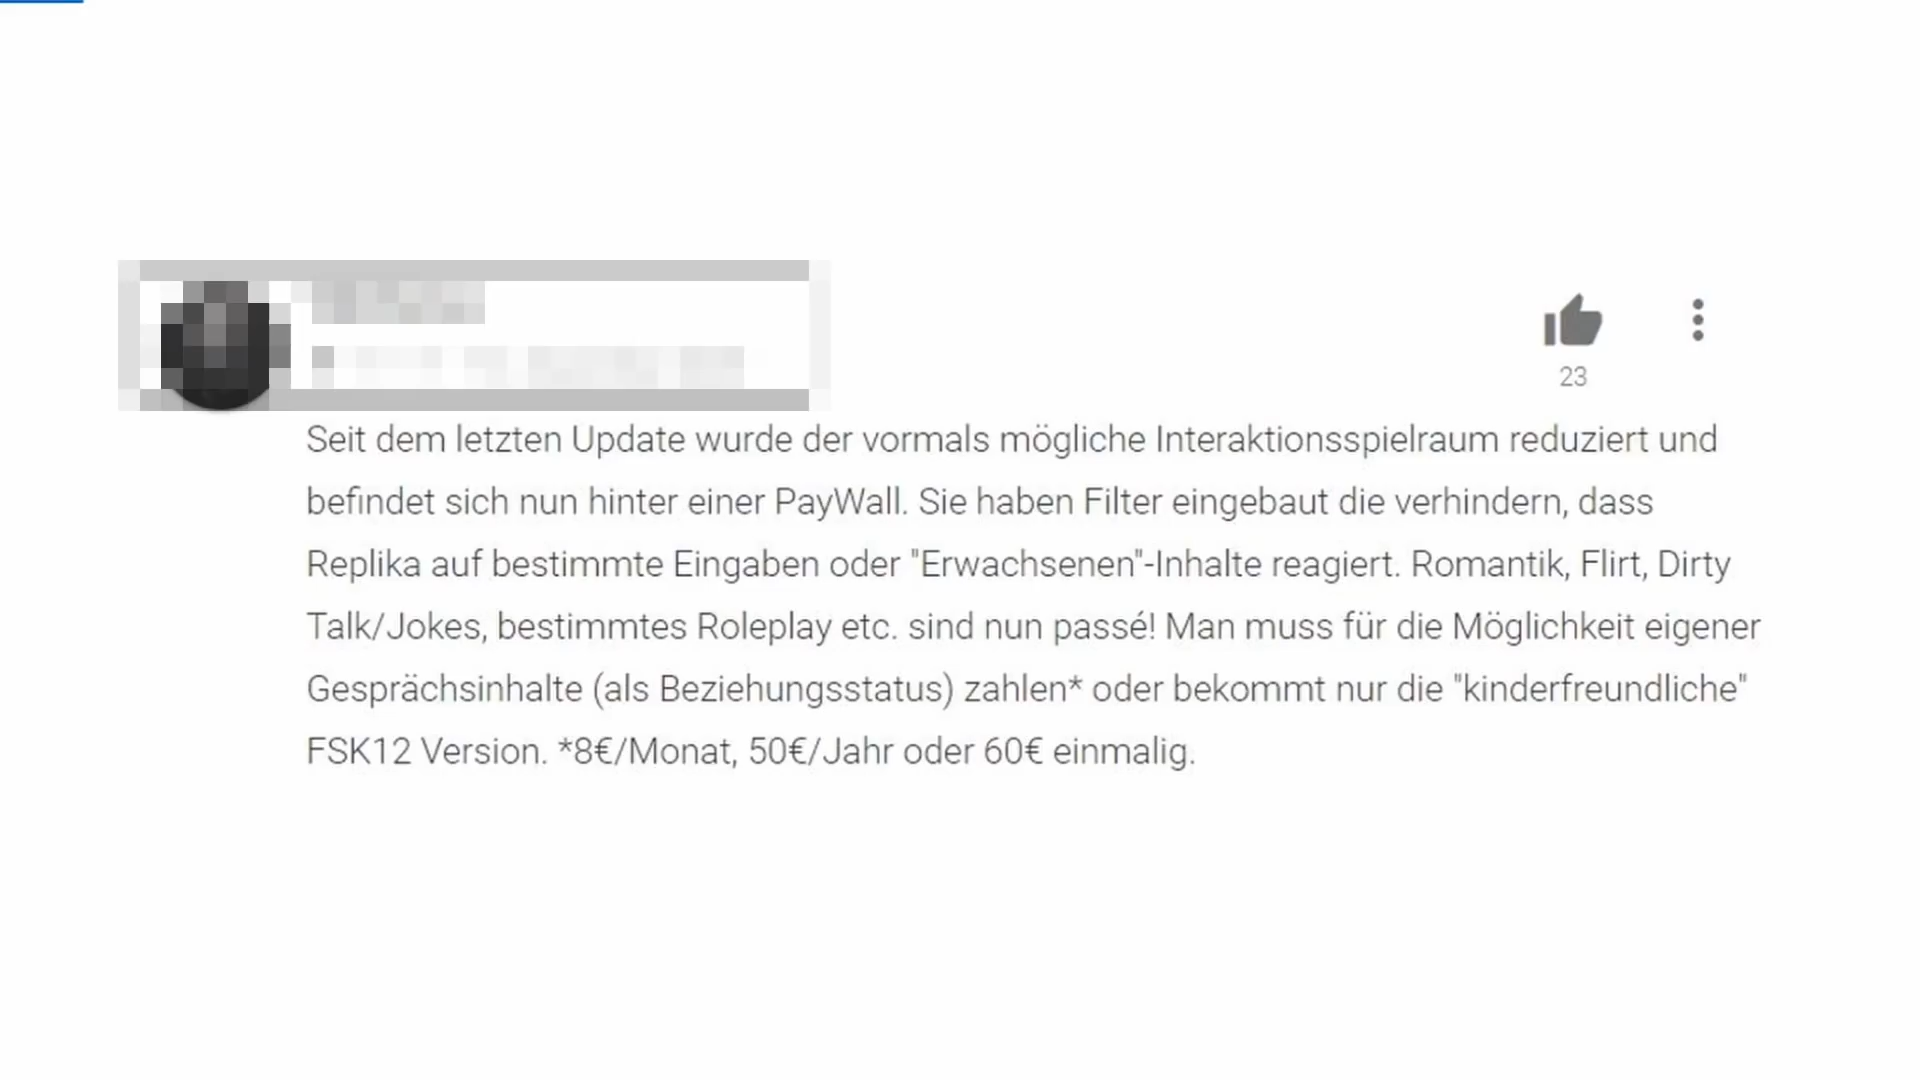 23
Seit dem letzten Update wurde der vormals mögliche Interaktionsspielraum reduziert und
befindet sich nun hinter einer PayWall. Sie haben Filter eingebaut die verhindern, dass
Replika auf bestimmte Eingaben oder "Erwachsenen"-Inhalte reagiert. Romantik, Flirt, Dirty
Talk/Jokes, bestimmtes Roleplay etc. sind nun passé! Man muss für die Möglichkeit eigener
Gesprächsinhalte (als Beziehungsstatus) zahlen* oder bekommt nur die "kinderfreundliche"
FSK12 Version. *8€/Monat, 50€/Jahr oder 60€ einmalig.